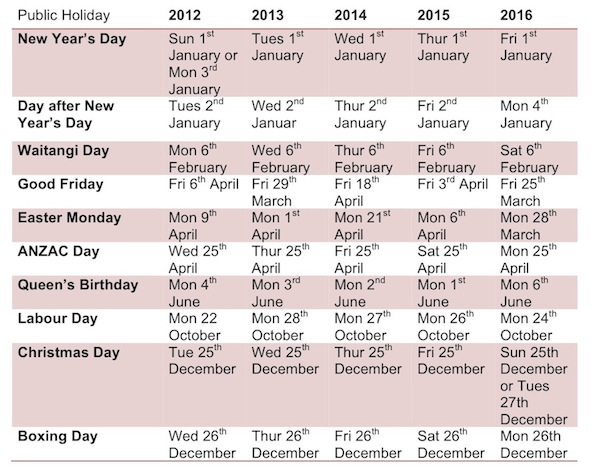 Public Holiday 2012 2013 2014 2015 2016
New Year's Day Sun 1st Tues 1st Wed 1st Thur 1st Fri 1st
January or January January January January
Mon 3rd
January
Day after New Tues 2nd Wed 2nd Thur 2nd Fri 2nd Mon 4th
Year's Day January Januar January January January
Waitangi Day Mon 6th Wed 6th Thur 6th Fri 6th Sat 6th
February February February February February
Good Friday Fri 6th April Fri 29th Fri 18th Fri 3rd April Fri 25th
March April March
Easter Monday Mon 9th Mon 1st Mon 21st Mon 6th Mon 28th
April April April April March
ANZAC Day Wed 25th Thur 25th Fri 25th Sat 25th Mon 25th
April April April April April
Queen's Birthday Mon 4th Mon 3rd Mon 2nd Mon 1st Mon 6th
June June June June June
Labour Day Mon 22 Mon 28th Mon 27th Mon 26th Mon 24th
October October October October October
Christmas Day Tue 25th Wed 25th Thur 25th Fri 25th Sun 25th
December December December December December
or Tues
27th
December
Boxing Day Wed 26th Thur 26th Fri 26th Sat 26th Mon 26th
December December December December December